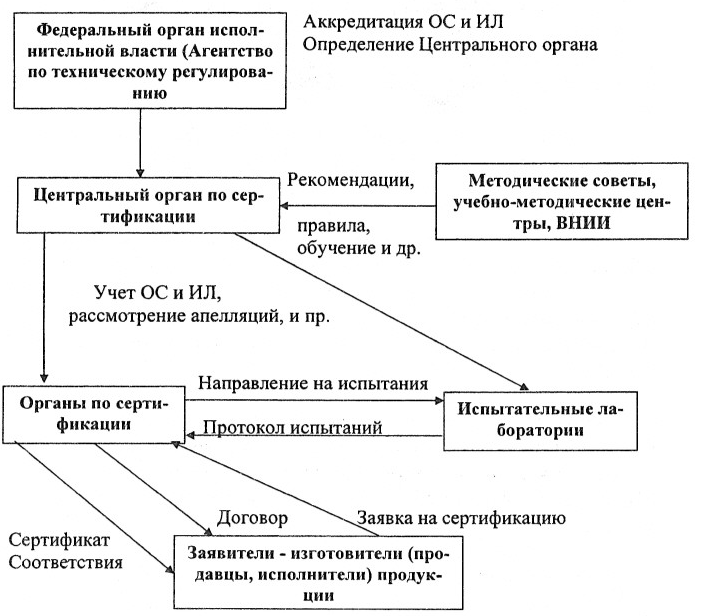 Федеральный орган испол-
нительной власти (Агентство
по техническому регулирова-
нию
Аккредитация ОС и ИЛ
Определение Центрального органа
Центральный орган по сер-
тификации
Рекомендации,
правила,
обучение и др.
Методические советы,
учебно-методические цен-
тры, ВНИИ
Учет ОС и ИЛ,
рассмотрение апелляций, и пр.
Органы по серти-
фикации
Направление на испытания
Протокол испытаний
Испытательные ла-
боратории
Договор
Заявка на сертификацию
Сертификат
Соответствия
Заявители - изготовители (про-
давцы, исполнители) продук-
ции